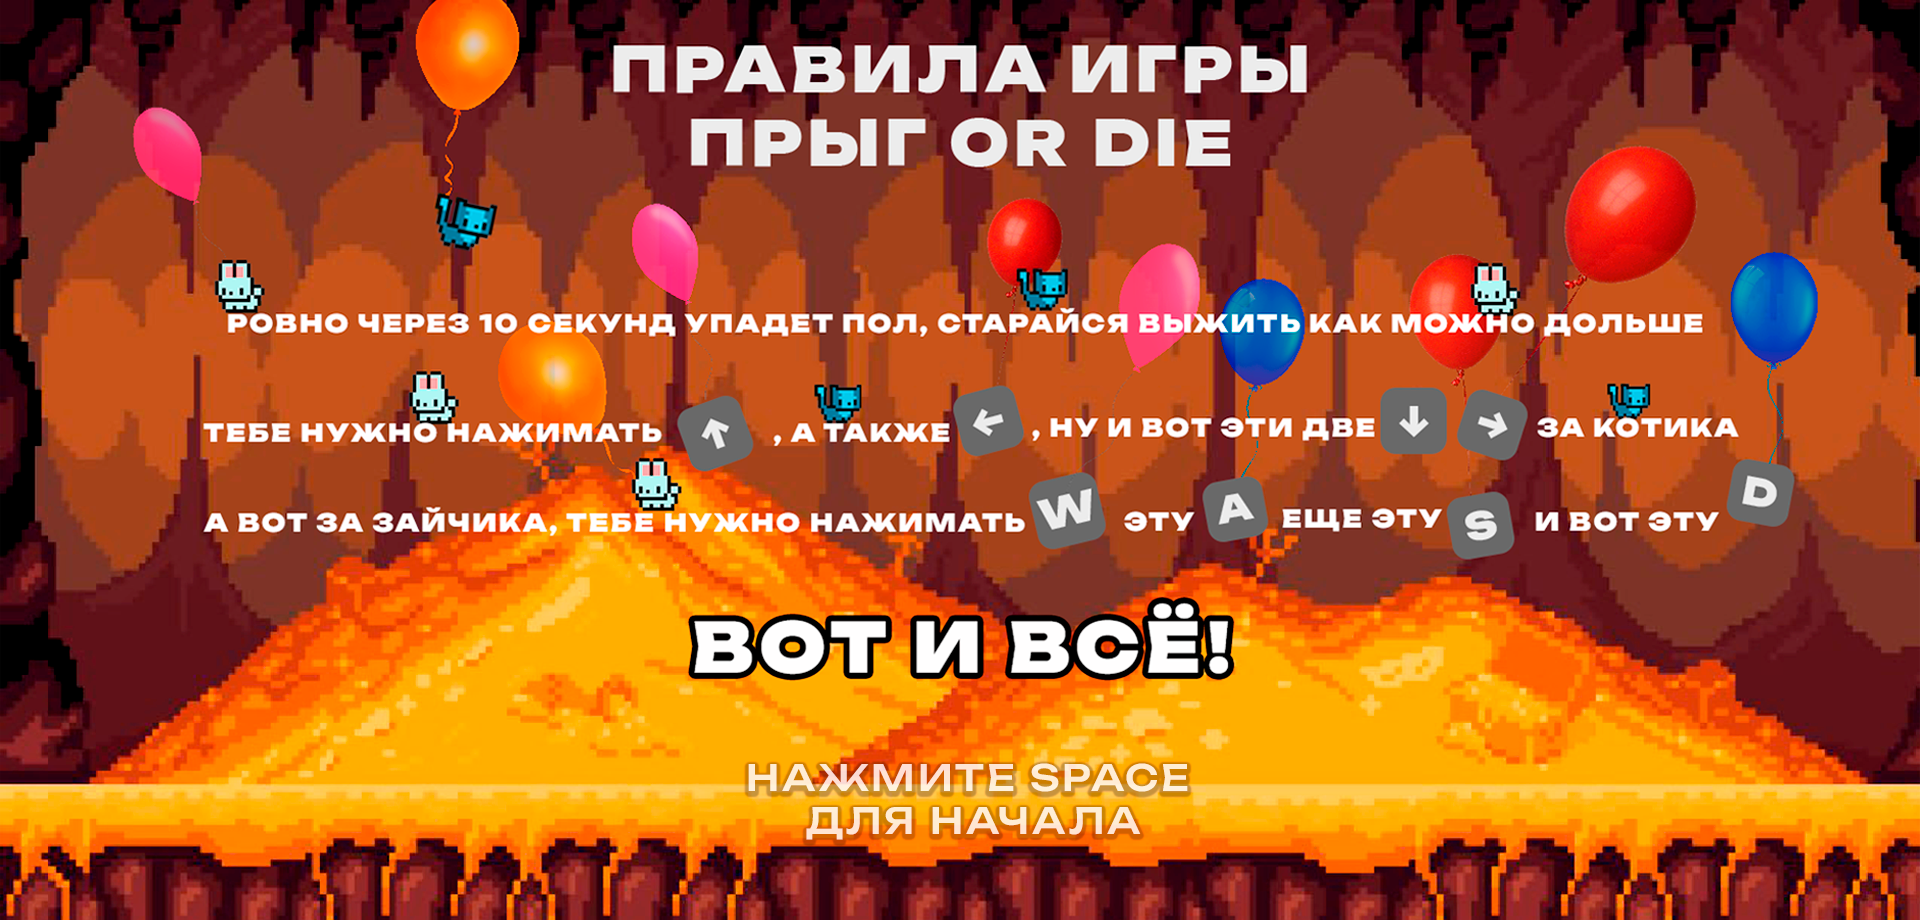 ПРАВИЛА ИГРЫ
ПРЫГ OR DIE
РОВНО ЧЕРЕЗ 10 СЕКУНД УПАДЕТ ПОЛ, СТАРАЙСЯ ВЫЖИТЬ КАК МОЖНО ДОЛЬШЕ
ТЕБЕ НУЖНО НАЖИМАТЬ ↑ , А ТАКЖЕ ← , НУ И ВОТ ЭТИ ДВЕ ↓ → ЗА КОТИКА
А ВОТ ЗА ЗАЙЧИКА, ТЕБЕ НУЖНО НАЖИМАТЬ W ЭТУ A ЕЩЕ ЭТУ S И ВОТ ЭТУ D
ВОТ И ВСЁ!
НАЖМИТЕ SPACE
ДЛЯ НАЧАЛА